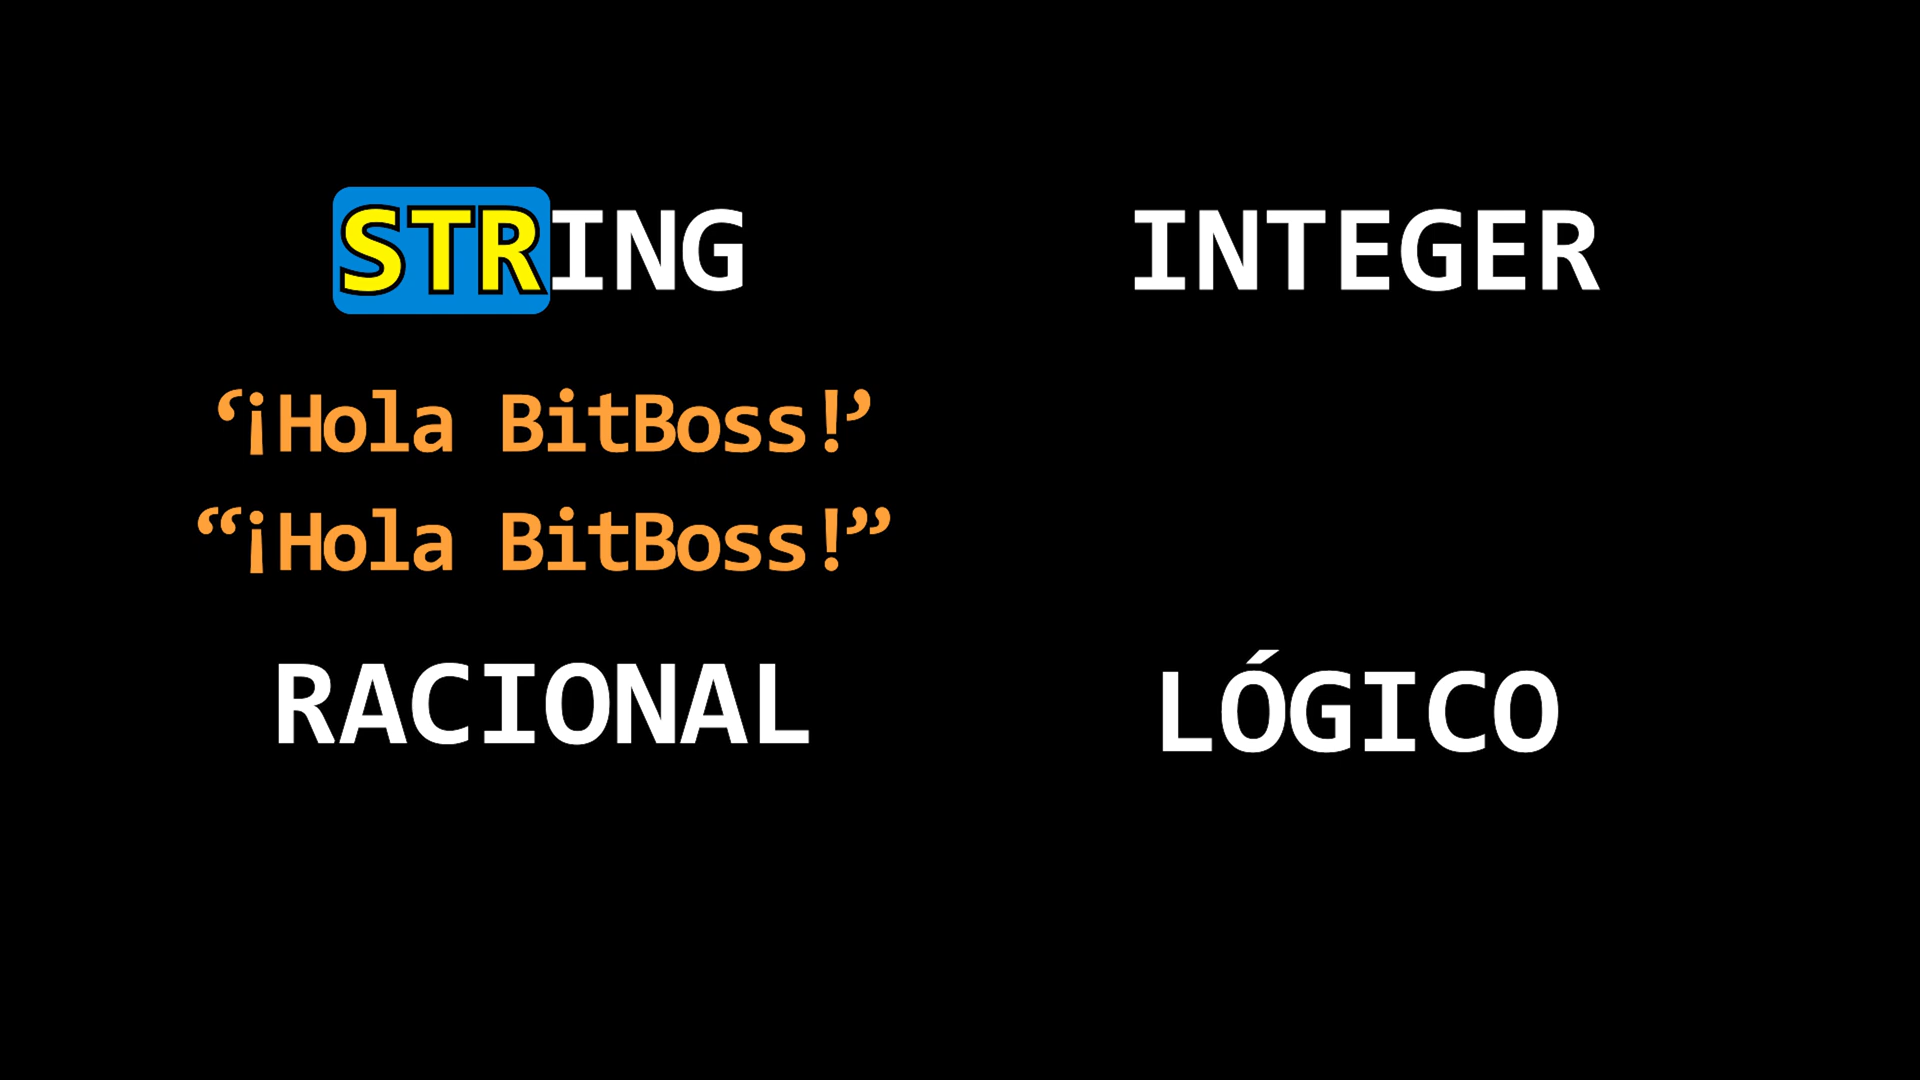 STRING
INTEGER
‘¡Hola BitBoss!’
“¡Hola BitBoss!”
RACIONAL
LÓGICO